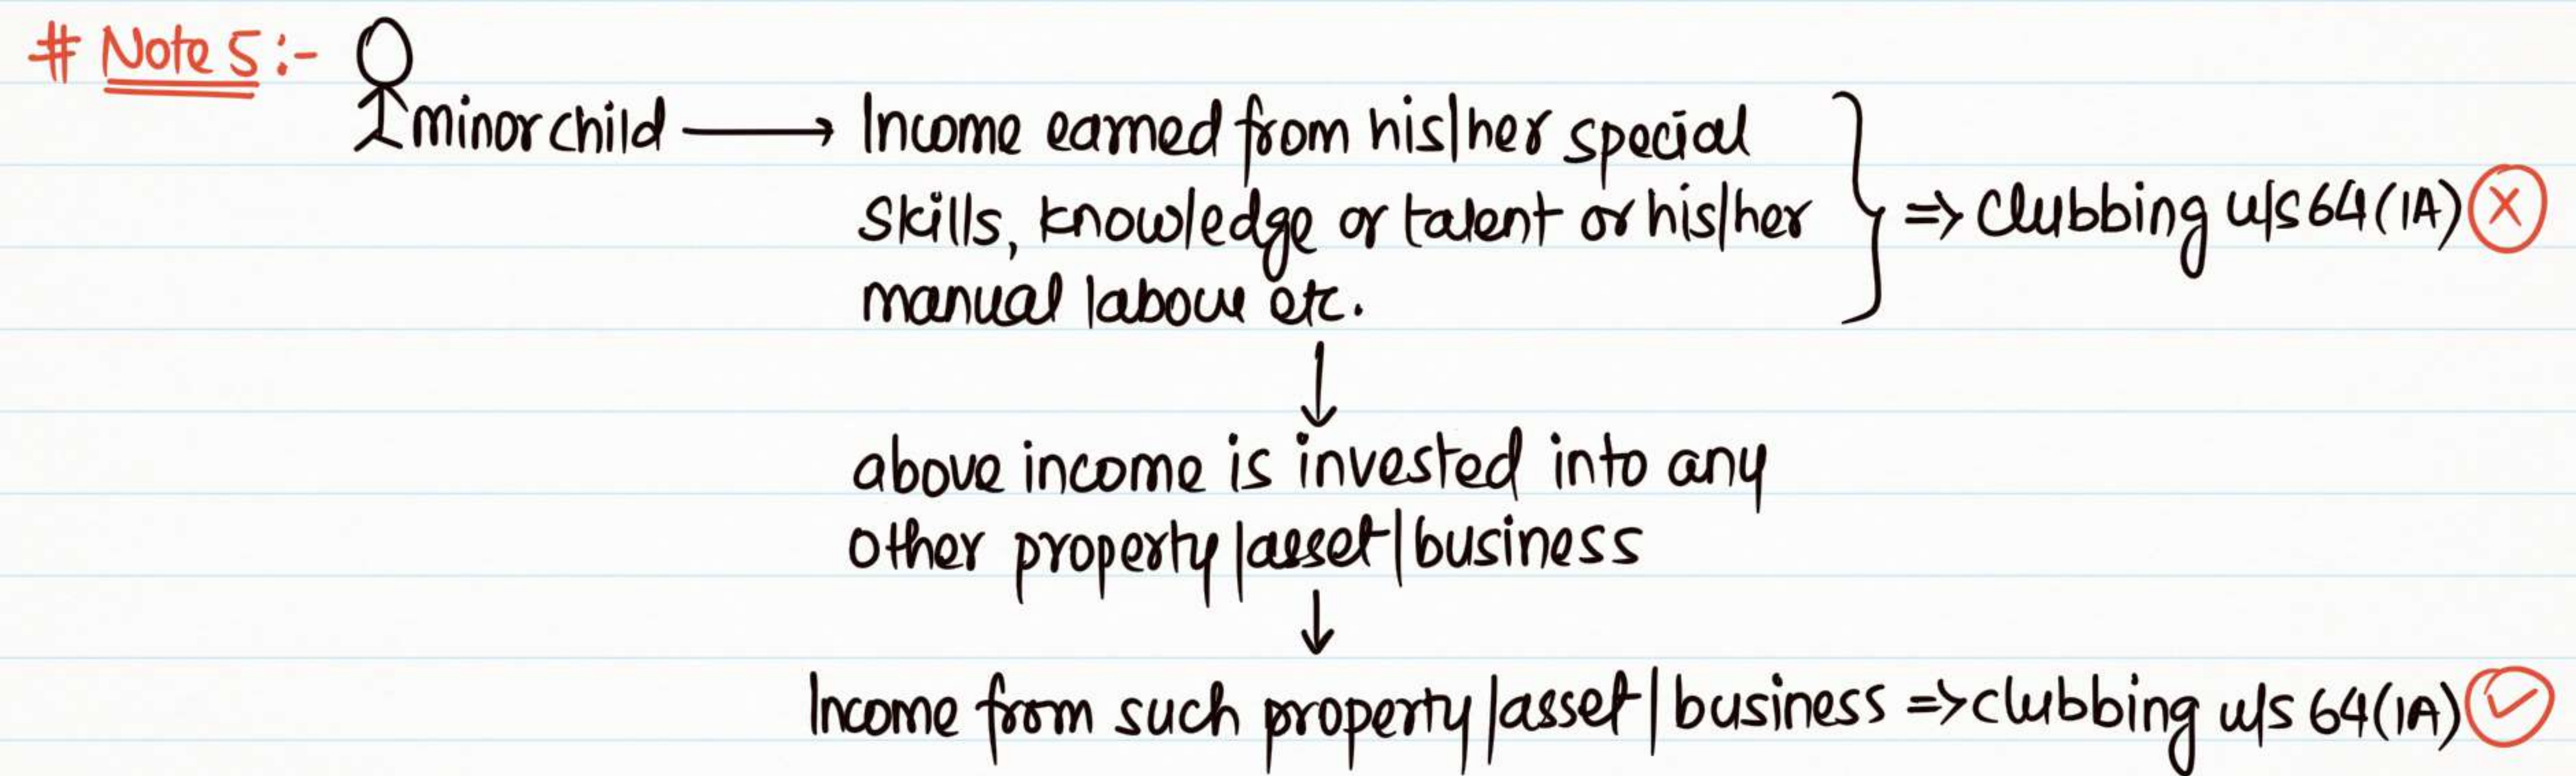 # Note 5:-
minor child → Income earned from his/her special
skills, knowledge or talent or his/her => clubbing u/s 64(1A) ⓧ
manual labour etc.
↓
above income is invested into any
other property/asset/business
↓
Income from such property/asset/business => clubbing u/s 64(1A) ✓